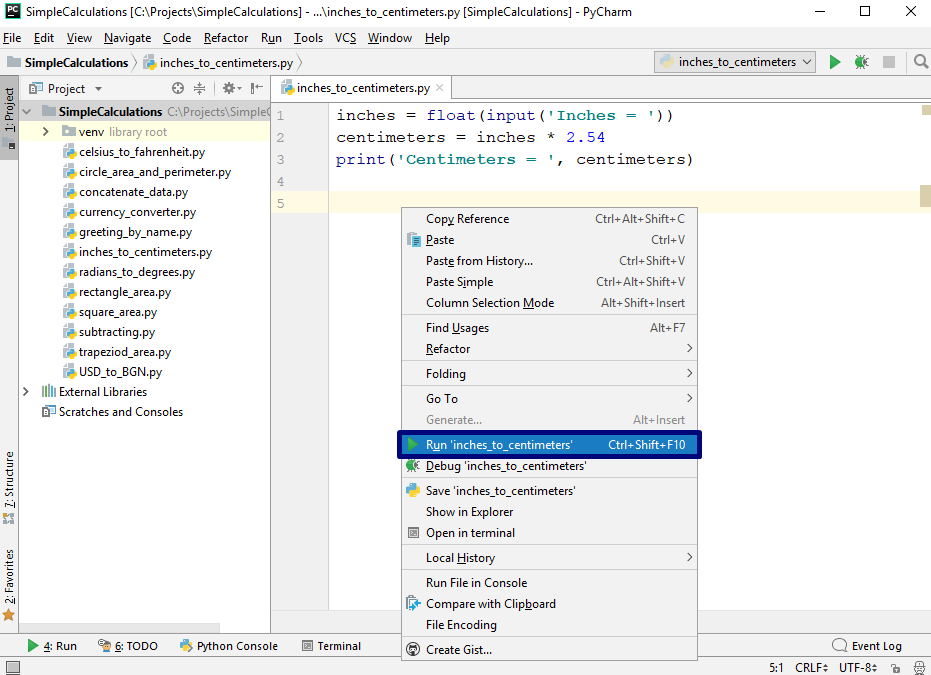 PC SimpleCalculations [C:\Projects\SimpleCalculations] - ...\inches_to_centimeters.py [SimpleCalculations] - PyCharm
File Edit View Navigate Code Refactor Run Tools VCS Window Help
SimpleCalculations inches_to_centimeters.py inches_to_centimeters
1: Project
7: Structure
2: Favorites
Project
SimpleCalculations C:\Projects\SimpleC
venv library root
celsius_to_fahrenheit.py
circle_area_and_perimeter.py
concatenate_data.py
currency_converter.py
greeting_by_name.py
inches_to_centimeters.py
radians_to_degrees.py
rectangle_area.py
square_area.py
subtracting.py
trapeziod_area.py
USD_to_BGN.py
External Libraries
Scratches and Consoles
inches_to_centimeters.py
1 inches = float(input('Inches = '))
2 centimeters = inches * 2.54
3 print('Centimeters = ', centimeters)
4
5
Copy Reference Ctrl+Alt+Shift+C
Paste Ctrl+V
Paste from History... Ctrl+Shift+V
Paste Simple Ctrl+Alt+Shift+V
Column Selection Mode Alt+Shift+Insert
Find Usages Alt+F7
Refactor
Folding
Go To
Generate... Alt+Insert
Run 'inches_to_centimeters' Ctrl+Shift+F10
Debug 'inches_to_centimeters'
Save 'inches_to_centimeters'
Show in Explorer
Open in terminal
Local History
Run File in Console
Compare with Clipboard
File Encoding
Create Gist...
4: Run 6: TODO Python Console Terminal Event Log
5:1 CRLF UTF-8